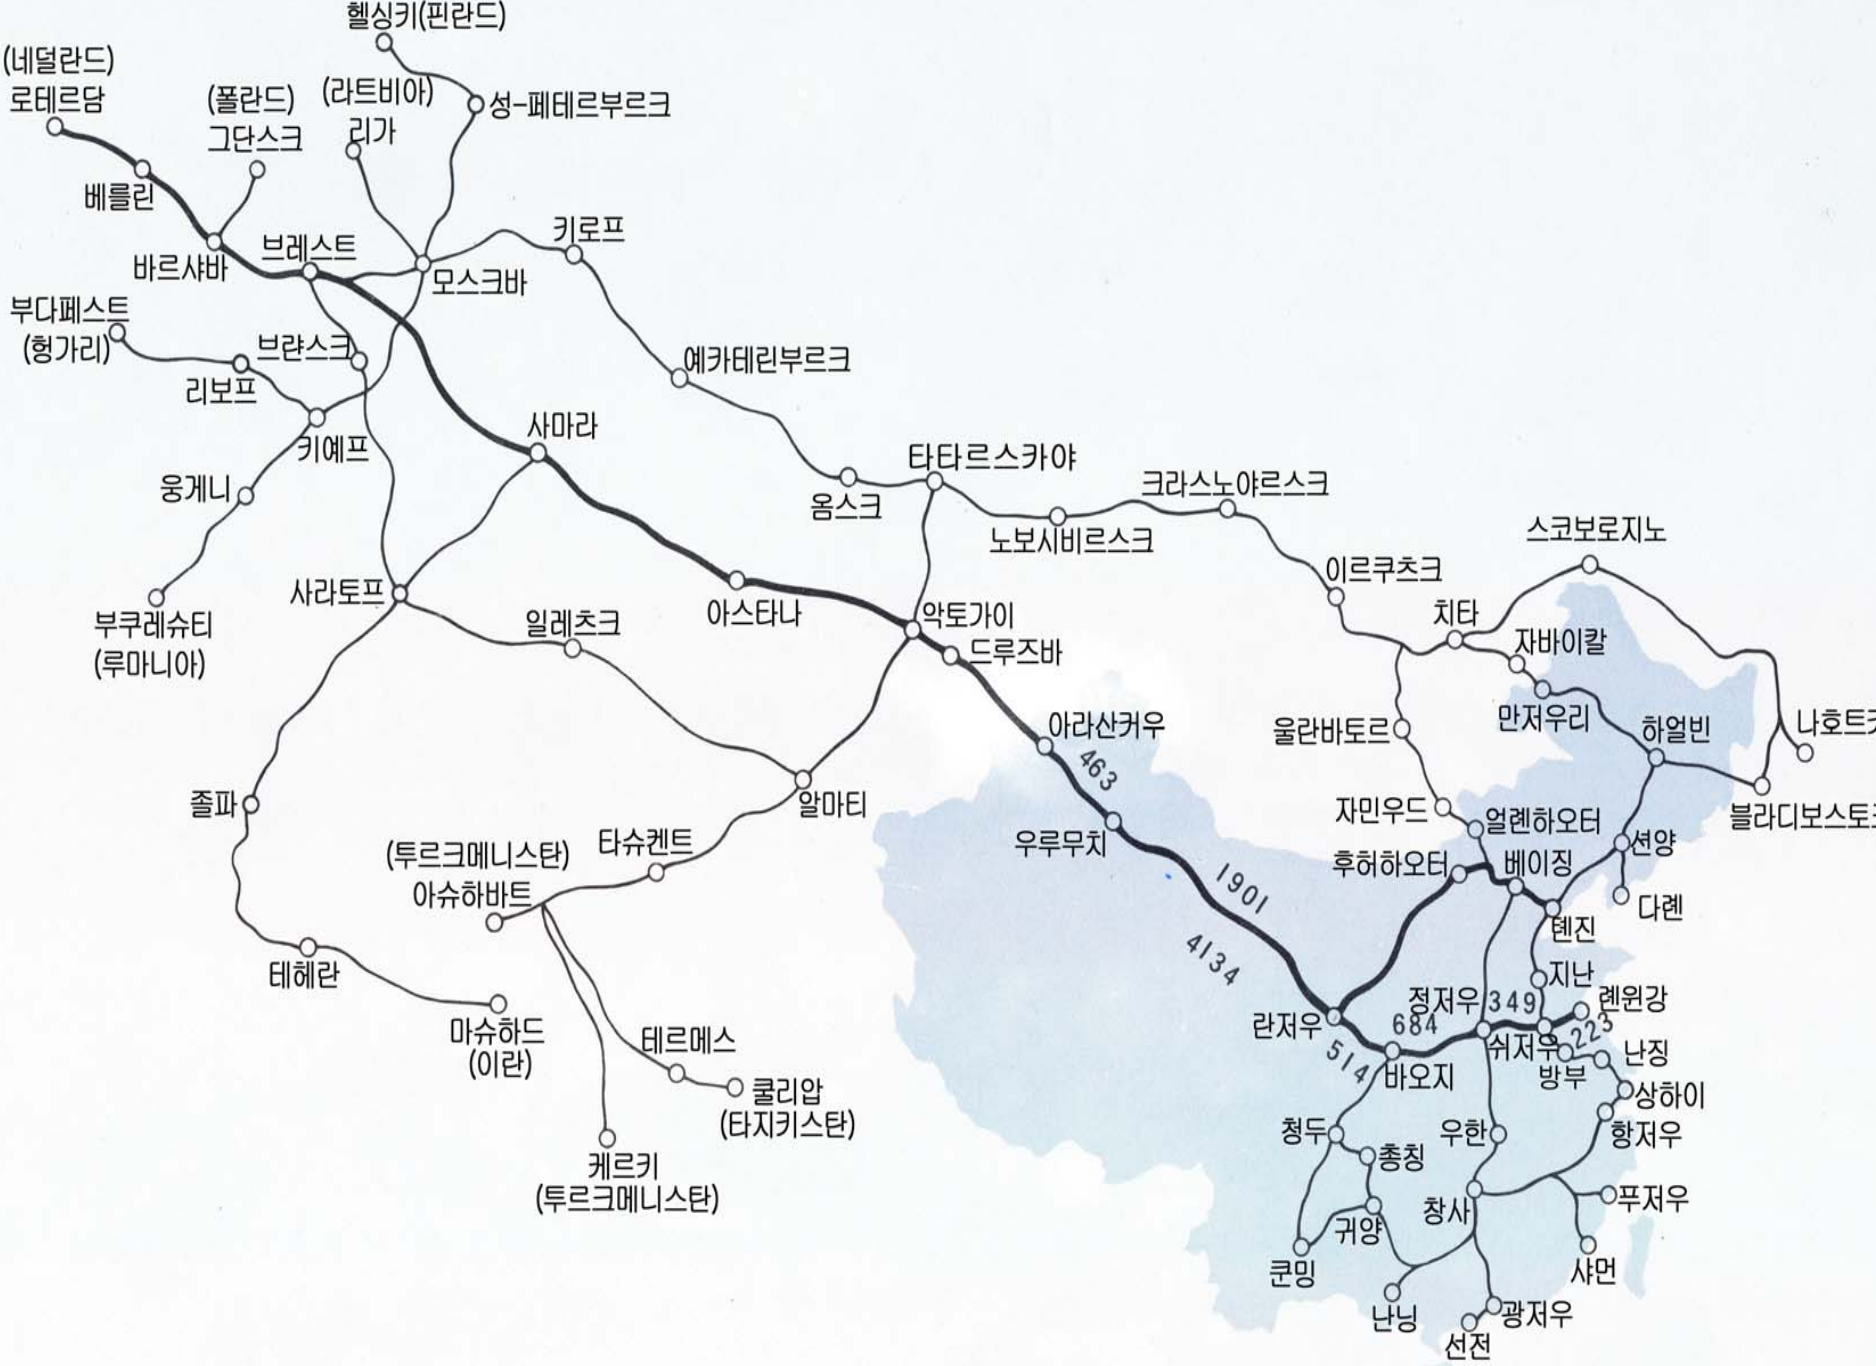 헬싱키(핀란드)
(네덜란드)
로테르담
(폴란드)
그단스크
(라트비아)
리가
성-페테르부르크
베를린
바르샤바
브레스트
모스크바
키로프
부다페스트
(헝가리)
리보프
브랸스크
키예프
예카테린부르크
사마라
웅게니
부쿠레슈티
(루마니아)
사라토프
일레츠크
아스타나
옴스크
타타르스카야
노보시비르스크
크라스노야르스크
이르쿠츠크
스코보로지노
치타
자바이칼
만저우리
하얼빈
나호트카
블라디보스토크
악토가이
드루즈바
아라산커우
463
우루무치
1901
4134
울란바토르
자민우드
얼롄하오터
후허하오터
베이징
션양
다롄
톈진
지난
졸파
알마티
타슈켄트
(투르크메니스탄)
아슈하바트
테헤란
마슈하드
(이란)
테르메스
쿨리압
(타지키스탄)
케르키
(투르크메니스탄)
란저우
514
684
정저우
349
롄윈강
223
쉬저우
바오지
방부
난징
상하이
항저우
청두
총칭
우한
귀양
창사
푸저우
쿤밍
샤먼
난닝
광저우
선전